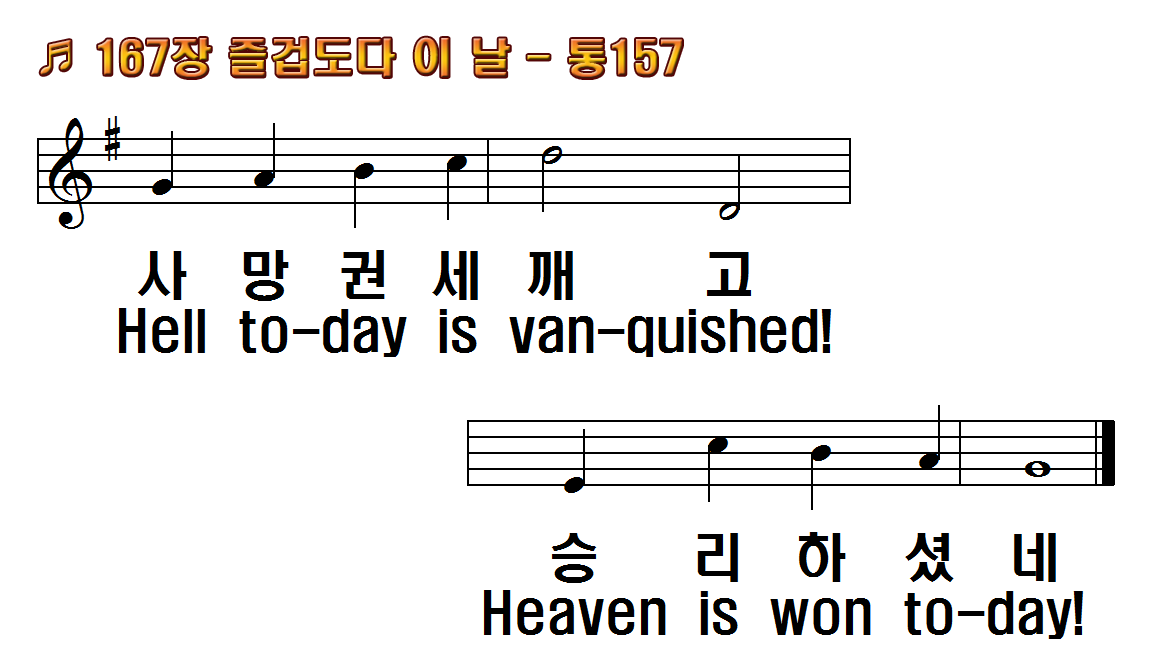 ♬ 167장 즐겁도다 이 날 - 통157
사 망 권 세 깨 고
Hell to-day is van-quished!
승 리 하 셨 네
Heaven is won to-day!